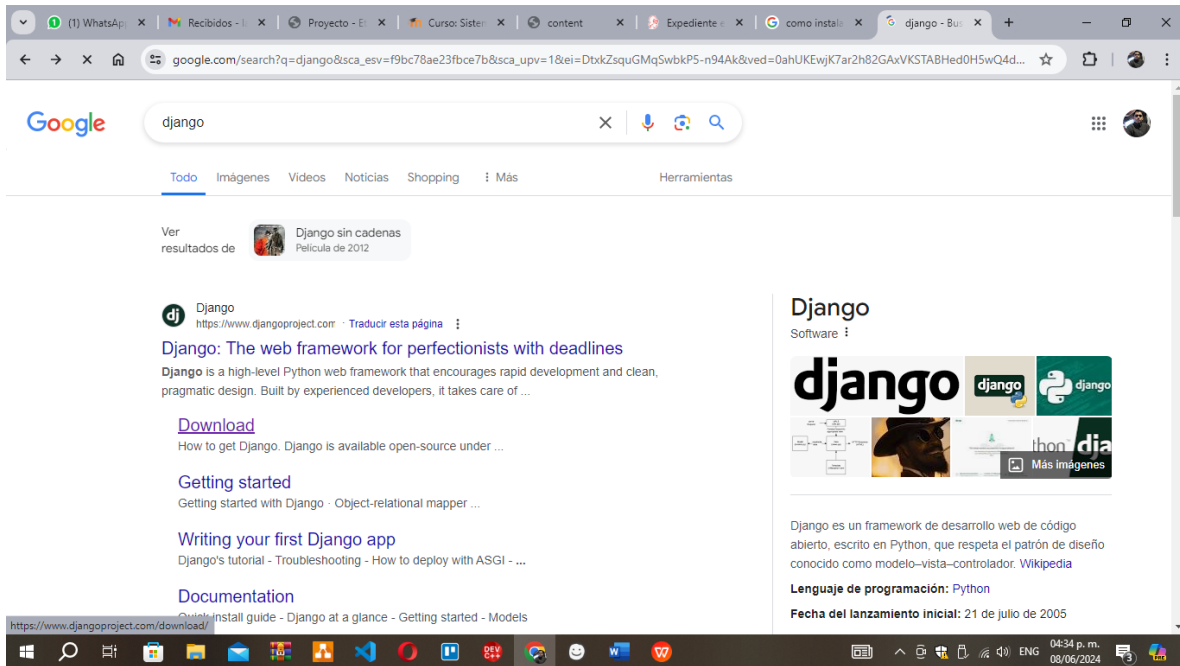 (1) WhatsAp
Recibidos - l
Proyecto - E
Curso: Sisten
content
Expediente e
como instala
django - Bus
google.com/search?q=django&sca_esv=f9bc78ae23fbce7b&sca_upv=1&ei=DtxkZsquGMqSwbkP5-n94Ak&ved=0ahUKEwjK7ar2h82GAxVKSTABHed0H5wQ4d...
Google
django
Todo Imágenes Videos Noticias Shopping Más Herramientas
Ver
resultados de
Django sin cadenas
Película de 2012
dj
Django
https://www.djangoproject.com · Traducir esta página
Django: The web framework for perfectionists with deadlines
Django is a high-level Python web framework that encourages rapid development and clean,
pragmatic design. Built by experienced developers, it takes care of ...
Download
How to get Django. Django is available open-source under ...
Getting started
Getting started with Django · Object-relational mapper ...
Writing your first Django app
Django's tutorial - Troubleshooting - How to deploy with ASGI - ...
Documentation
Quick install guide - Django at a glance - Getting started - Models
https://www.djangoproject.com/download/
Django
Software
django
django
django
thon
dja
Más imágenes
Django es un framework de desarrollo web de código
abierto, escrito en Python, que respeta el patrón de diseño
conocido como modelo–vista–controlador. Wikipedia
Lenguaje de programación: Python
Fecha del lanzamiento inicial: 21 de julio de 2005
DEV
C++
W
ENG
04:34 p. m.
08/06/2024
3